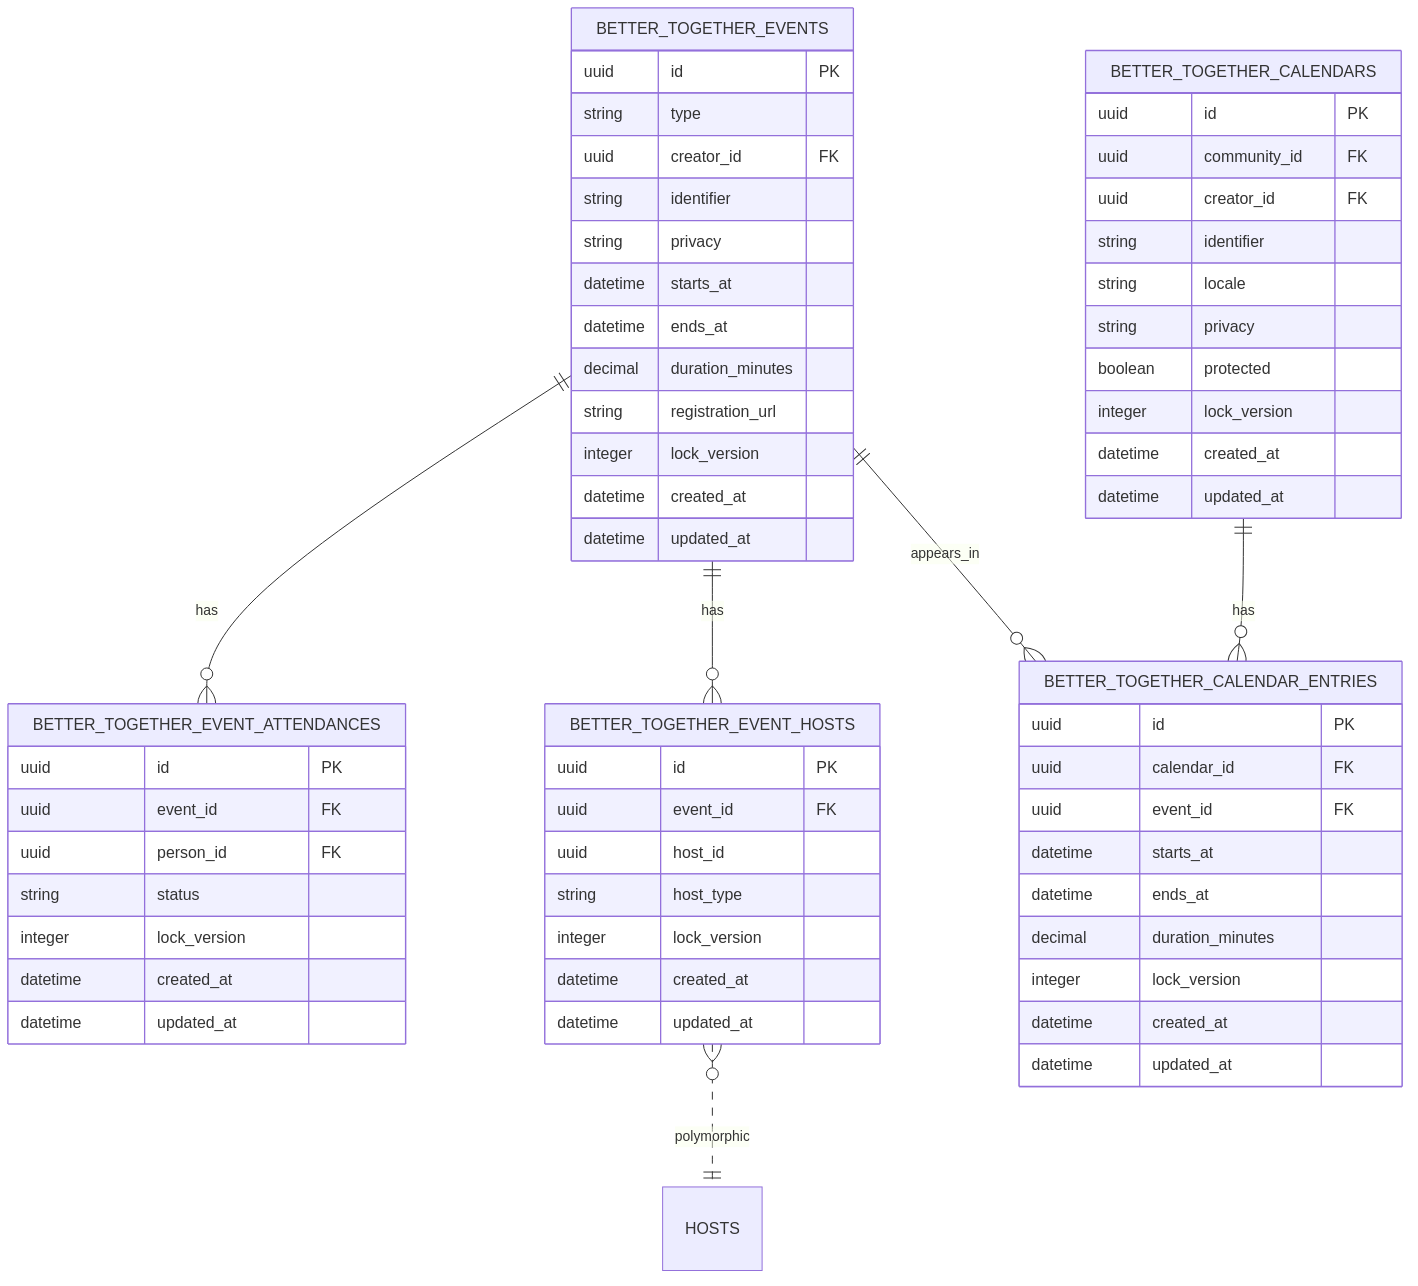 BETTER_TOGETHER_EVENTS
uuid id PK
string type
uuid creator_id FK
string identifier
string privacy
datetime starts_at
datetime ends_at
decimal duration_minutes
string registration_url
integer lock_version
datetime created_at
datetime updated_at
BETTER_TOGETHER_CALENDARS
uuid id PK
uuid community_id FK
uuid creator_id FK
string identifier
string locale
string privacy
boolean protected
integer lock_version
datetime created_at
datetime updated_at
has
has
appears_in
has
BETTER_TOGETHER_EVENT_ATTENDANCES
uuid id PK
uuid event_id FK
uuid person_id FK
string status
integer lock_version
datetime created_at
datetime updated_at
BETTER_TOGETHER_EVENT_HOSTS
uuid id PK
uuid event_id FK
uuid host_id
string host_type
integer lock_version
datetime created_at
datetime updated_at
BETTER_TOGETHER_CALENDAR_ENTRIES
uuid id PK
uuid calendar_id FK
uuid event_id FK
datetime starts_at
datetime ends_at
decimal duration_minutes
integer lock_version
datetime created_at
datetime updated_at
polymorphic
HOSTS